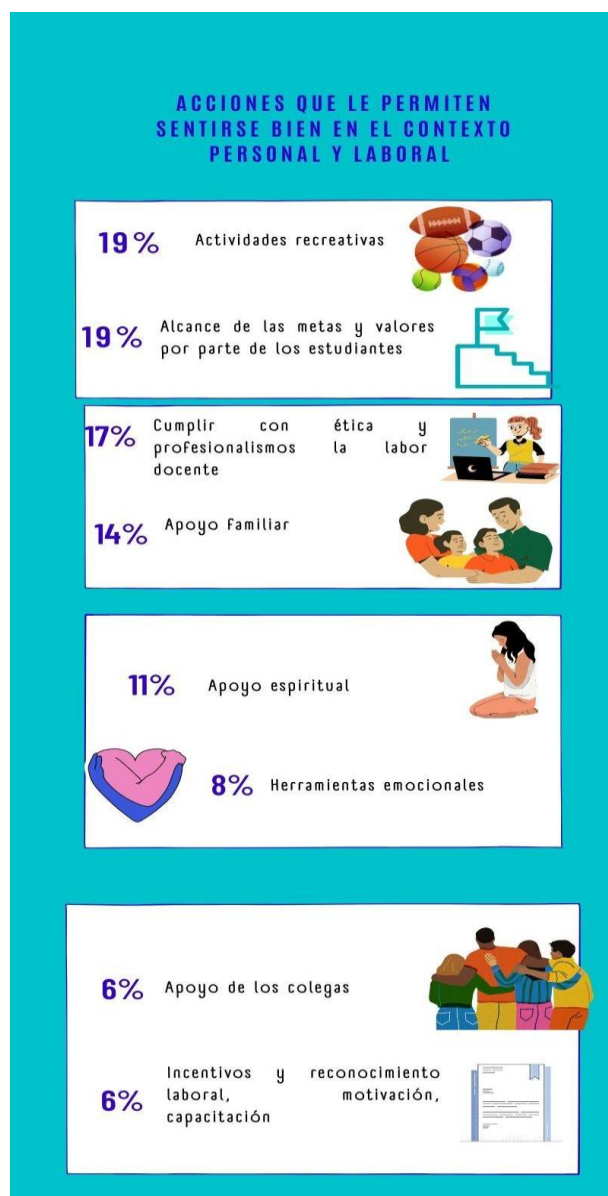 ACCIONES QUE LE PERMITEN
SENTIRSE BIEN EN EL CONTEXTO
PERSONAL Y LABORAL
19% Actividades recreativas
19% Alcance de las metas y valores
por parte de los estudiantes
17% Cumplir con ética y
profesionalismos la labor
docente
14% Apoyo Familiar
11% Apoyo espiritual
8% Herramientas emocionales
6% Apoyo de los colegas
6% Incentivos y reconocimiento
laboral, motivación,
capacitación